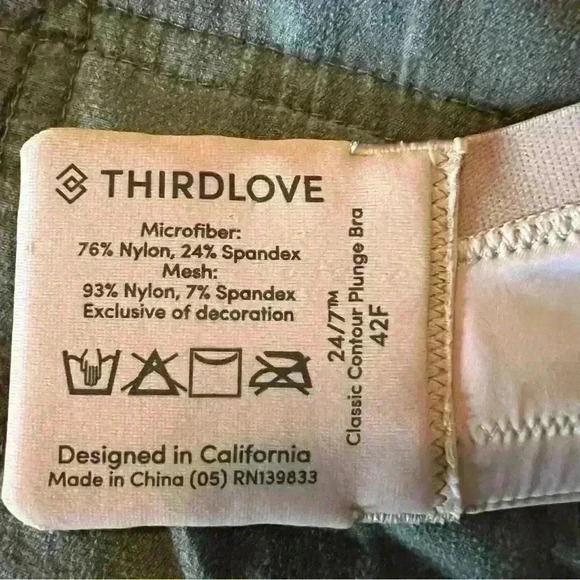 THIRDLOVE
Microfiber:
76% Nylon, 24% Spandex
Mesh:
93% Nylon, 7% Spandex
Exclusive of decoration
Designed in California
Made in China (05) RN139833
24/7™
Classic Contour Plunge Bra
42F